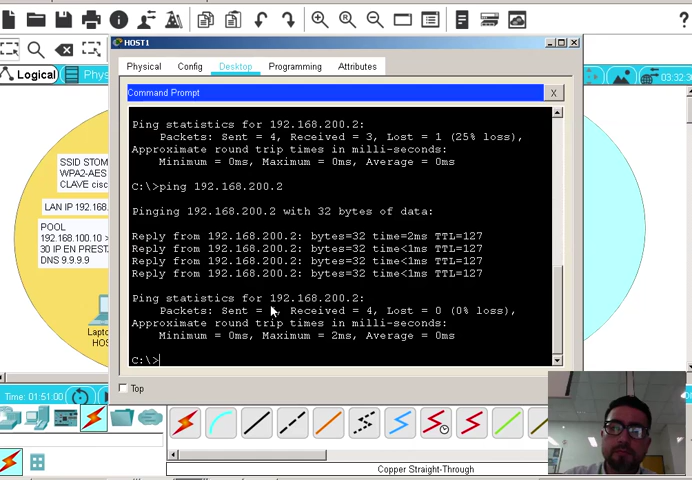 HOST1
Physical Config Desktop Programming Attributes
Logical
Phys
03:32:3
Command Prompt X
Ping statistics for 192.168.200.2:
Packets: Sent = 4, Received = 3, Lost = 1 (25% loss),
Approximate round trip times in milli-seconds:
Minimum = 0ms, Maximum = 0ms, Average = 0ms
C:\>ping 192.168.200.2
Pinging 192.168.200.2 with 32 bytes of data:
Reply from 192.168.200.2: bytes=32 time=2ms TTL=127
Reply from 192.168.200.2: bytes=32 time<1ms TTL=127
Reply from 192.168.200.2: bytes=32 time<1ms TTL=127
Reply from 192.168.200.2: bytes=32 time<1ms TTL=127
Ping statistics for 192.168.200.2:
Packets: Sent = , Received = 4, Lost = 0 (0% loss),
Approximate round trip times in milli-seconds:
Minimum = 0ms, Maximum = 2ms, Average = 0ms
C:\>
SSID STOM
WPA2-AES
CLAVE cisc
LAN IP 192.168.
POOL
192.168.100.10 >
30 IP EN PREST
DNS 9.9.9.9
Lapto
HOS
Top
Time: 01:51:00
Copper Straight-Through